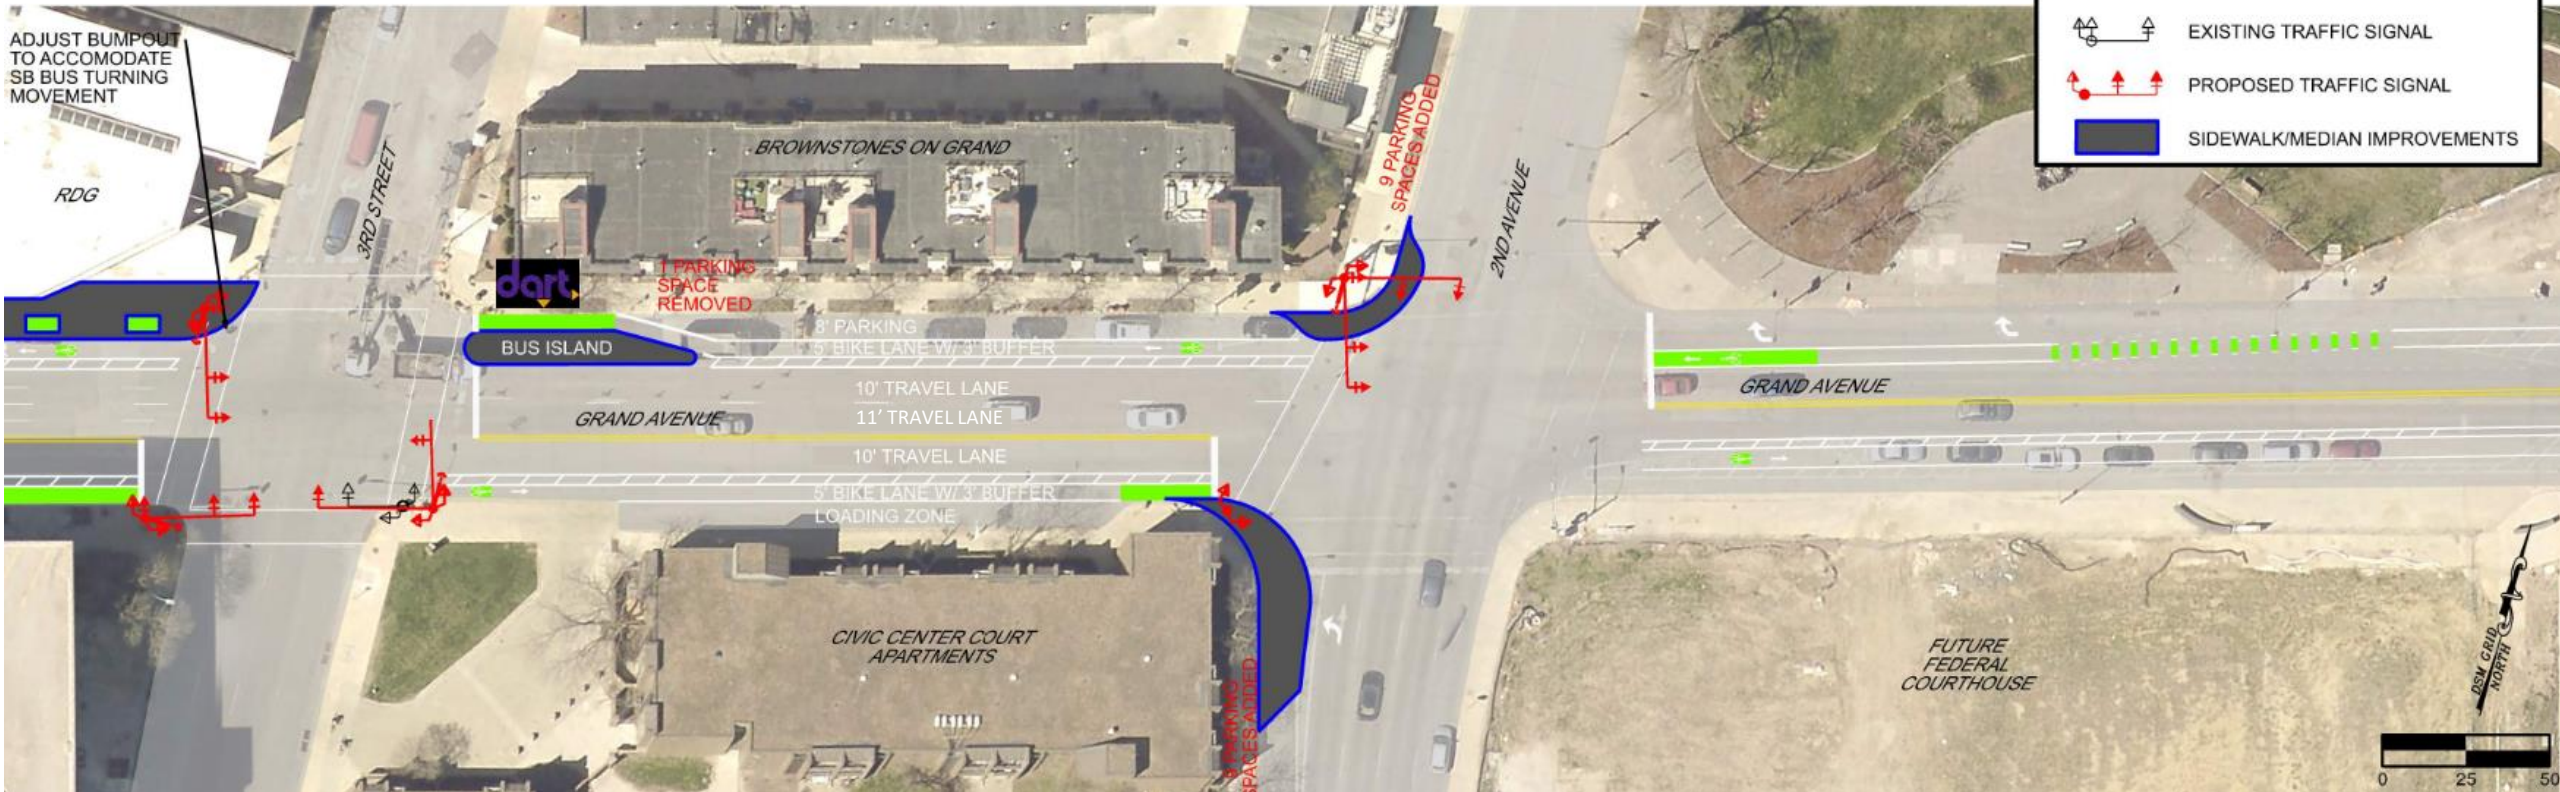 ADJUST BUMPOUT
TO ACCOMODATE
SB BUS TURNING
MOVEMENT
RDG
3RD STREET
BROWNSTONES ON GRAND
dart
1 PARKING
SPACE
REMOVED
9 PARKING
SPACES ADDED
2ND AVENUE
EXISTING TRAFFIC SIGNAL
PROPOSED TRAFFIC SIGNAL
SIDEWALK/MEDIAN IMPROVEMENTS
BUS ISLAND
8' PARKING
5' BIKE LANE W/ 3' BUFFER
10' TRAVEL LANE
GRAND AVENUE
11' TRAVEL LANE
GRAND AVENUE
10' TRAVEL LANE
5' BIKE LANE W/ 3' BUFFER
LOADING ZONE
CIVIC CENTER COURT
APARTMENTS
PARKING
SPACES ADDED
FUTURE
FEDERAL
COURTHOUSE
DSM GRID
NORTH
0 25 50